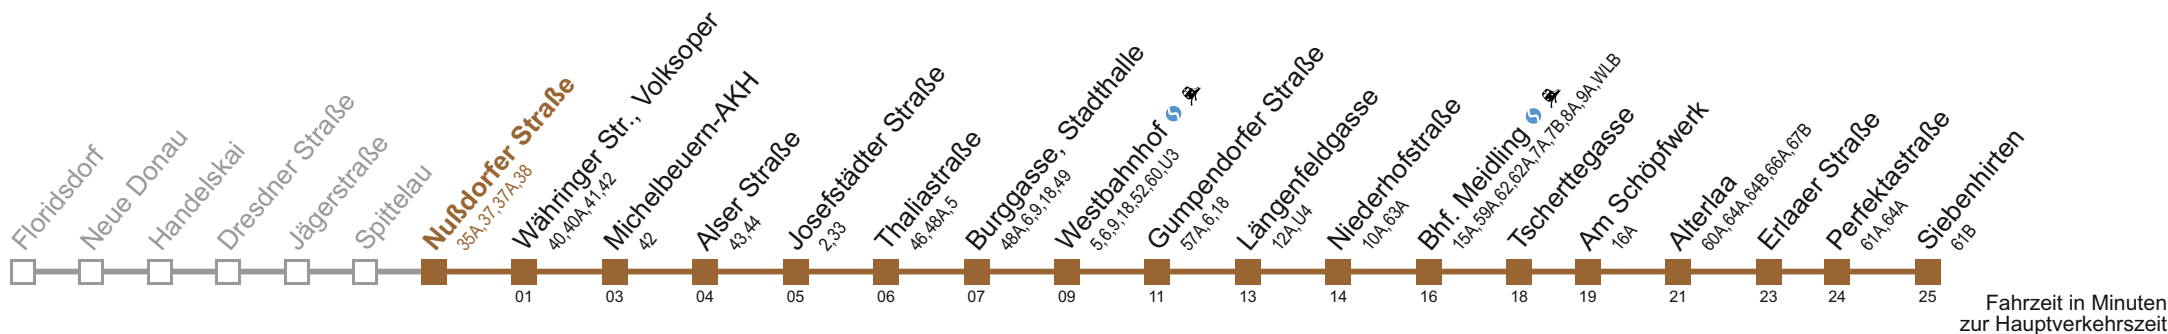 Floridsdorf
Neue Donau
Handelskai
Dresdner Straße
Jägerstraße
Spittelau
Nußdorfer Straße
35A,37,37A,38
Währinger Str., Volksoper
40,40A,41,42
Michelbeuern-AKH
42
Alser Straße
43,44
Josefstädter Straße
2,33
Thaliastraße
46,48A,5
Burggasse, Stadthalle
48A,6,9,18,49
Westbahnhof
5,6,9,18,52,60,U3
Gumpendorfer Straße
57A,6,18
Längenfeldgasse
12A,U4
Niederhofstraße
10A,63A
Bhf. Meidling
15A,59A,62,62A,7A,7B,8A,9A,WLB
Tscherttegasse
Am Schöpfwerk
16A
Alterlaa
60A,64A,64B,66A,67B
Erlaaer Straße
Perfektastraße
61A,64A
Siebenhirten
61B
01 03 04 05 06 07 09 11 13 14 16 18 19 21 23 24 25
Fahrzeit in Minuten
zur Hauptverkehrszeit